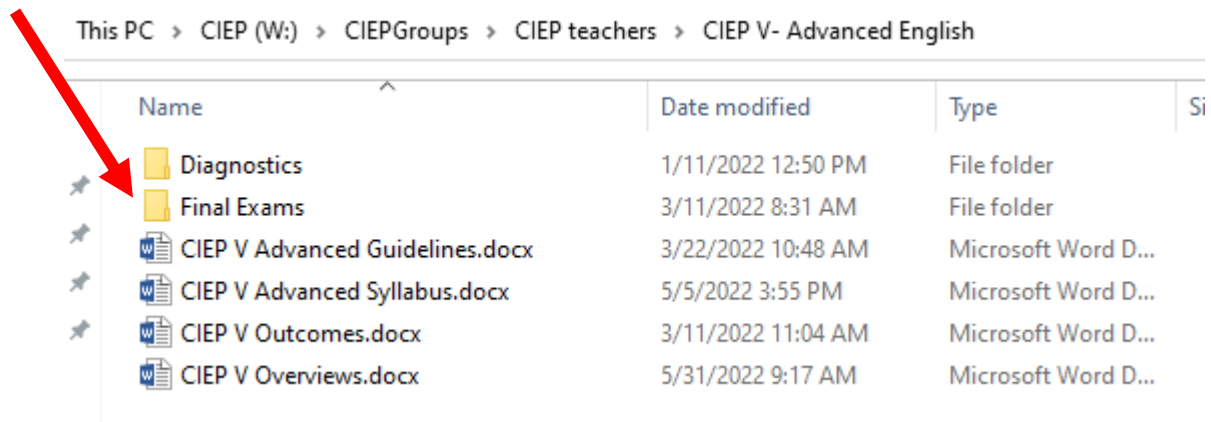 This PC > CIEP (W:) > CIEPGroups > CIEP teachers > CIEP V- Advanced English
Name Date modified Type Si
Diagnostics 1/11/2022 12:50 PM File folder
Final Exams 3/11/2022 8:31 AM File folder
CIEP V Advanced Guidelines.docx 3/22/2022 10:48 AM Microsoft Word D...
CIEP V Advanced Syllabus.docx 5/5/2022 3:55 PM Microsoft Word D...
CIEP V Outcomes.docx 3/11/2022 11:04 AM Microsoft Word D...
CIEP V Overviews.docx 5/31/2022 9:17 AM Microsoft Word D...